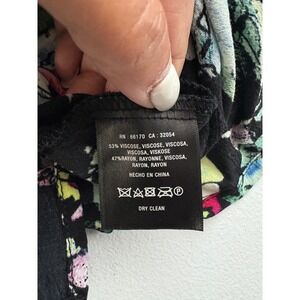 RN 66170 CA: 32054
53% VISCOSE, VISCOSE, VISCOSA,
VISCOSA, VISKOSE
47%RAYON, RAYONNE, VISCOSA,
RAYON, RAYON
HECHO EN CHINA
P
DRY CLEAN